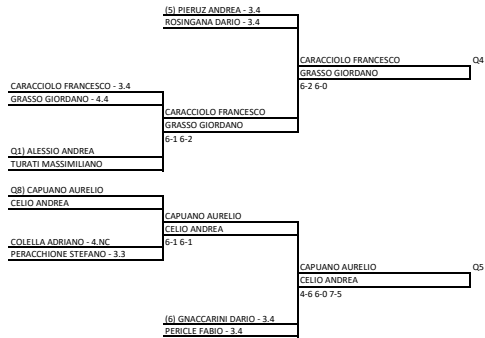 (5) PIERUZ ANDREA - 3.4
ROSINGANA DARIO - 3.4
CARACCIOLO FRANCESCO
Q4
GRASSO GIORDANO
6-2 6-0
CARACCIOLO FRANCESCO - 3.4
GRASSO GIORDANO - 4.4
CARACCIOLO FRANCESCO
GRASSO GIORDANO
6-1 6-2
Q1) ALESSIO ANDREA
TURATI MASSIMILIANO
Q8) CAPUANO AURELIO
CELIO ANDREA
CAPUANO AURELIO
CELIO ANDREA
6-1 6-1
COLELLA ADRIANO - 4.NC
PERACCHIONE STEFANO - 3.3
CAPUANO AURELIO
Q5
CELIO ANDREA
4-6 6-0 7-5
(6) GNACCARINI DARIO - 3.4
PERICLE FABIO - 3.4